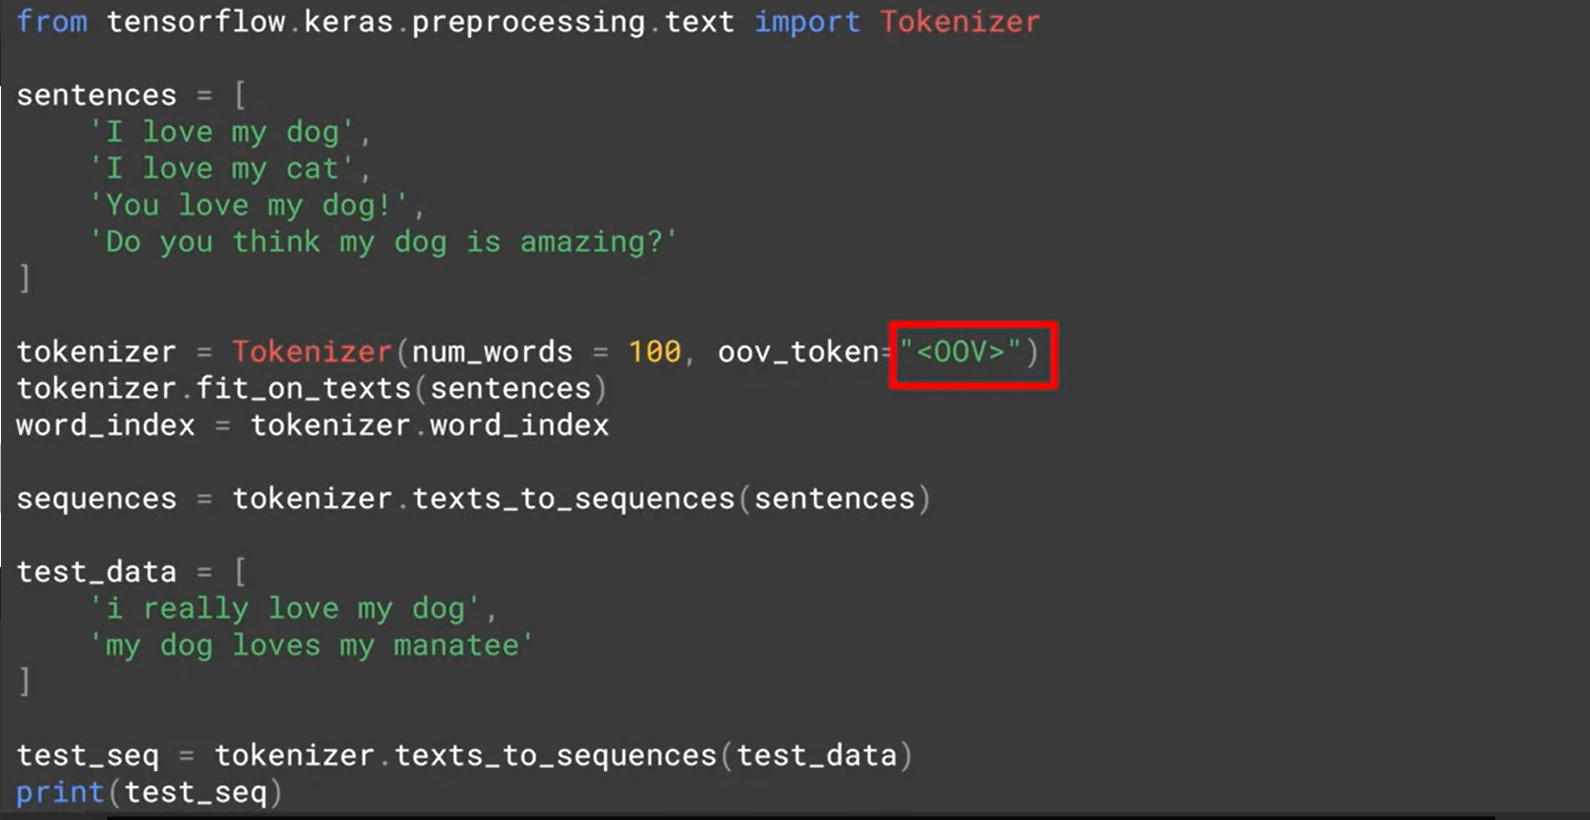 from tensorflow.keras.preprocessing.text import Tokenizer
sentences = [
    'I love my dog',
    'I love my cat',
    'You love my dog!',
    'Do you think my dog is amazing?'
]
tokenizer = Tokenizer(num_words = 100, oov_token="<OOV>")
tokenizer.fit_on_texts(sentences)
word_index = tokenizer.word_index
sequences = tokenizer.texts_to_sequences(sentences)
test_data = [
    'i really love my dog',
    'my dog loves my manatee'
]
test_seq = tokenizer.texts_to_sequences(test_data)
print(test_seq)